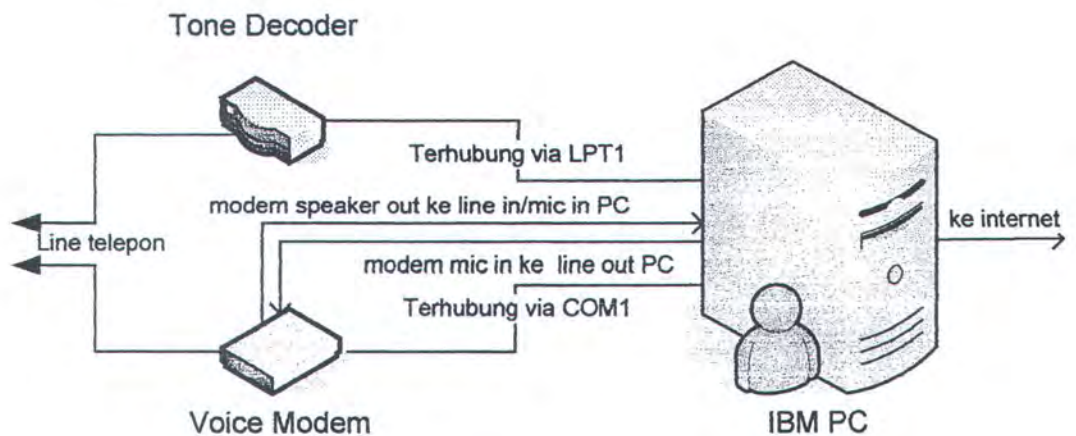 Tone Decoder
Terhubung via LPT1
modem speaker out ke line in/mic in PC
ke internet
Line telepon
modem mic in ke line out PC
Terhubung via COM1
Voice Modem
IBM PC